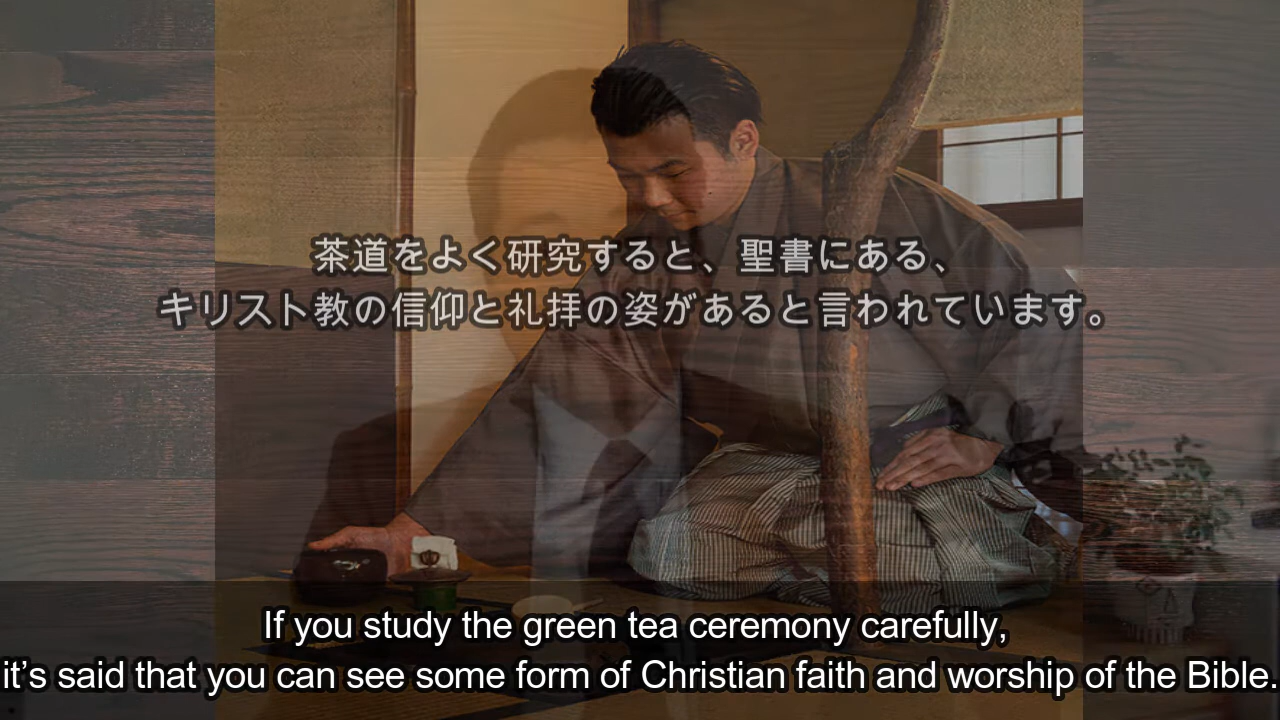 茶道をよく研究すると、聖書にある、
キリスト教の信仰と礼拝の姿があると言われています。
If you study the green tea ceremony carefully,
it’s said that you can see some form of Christian faith and worship of the Bible.